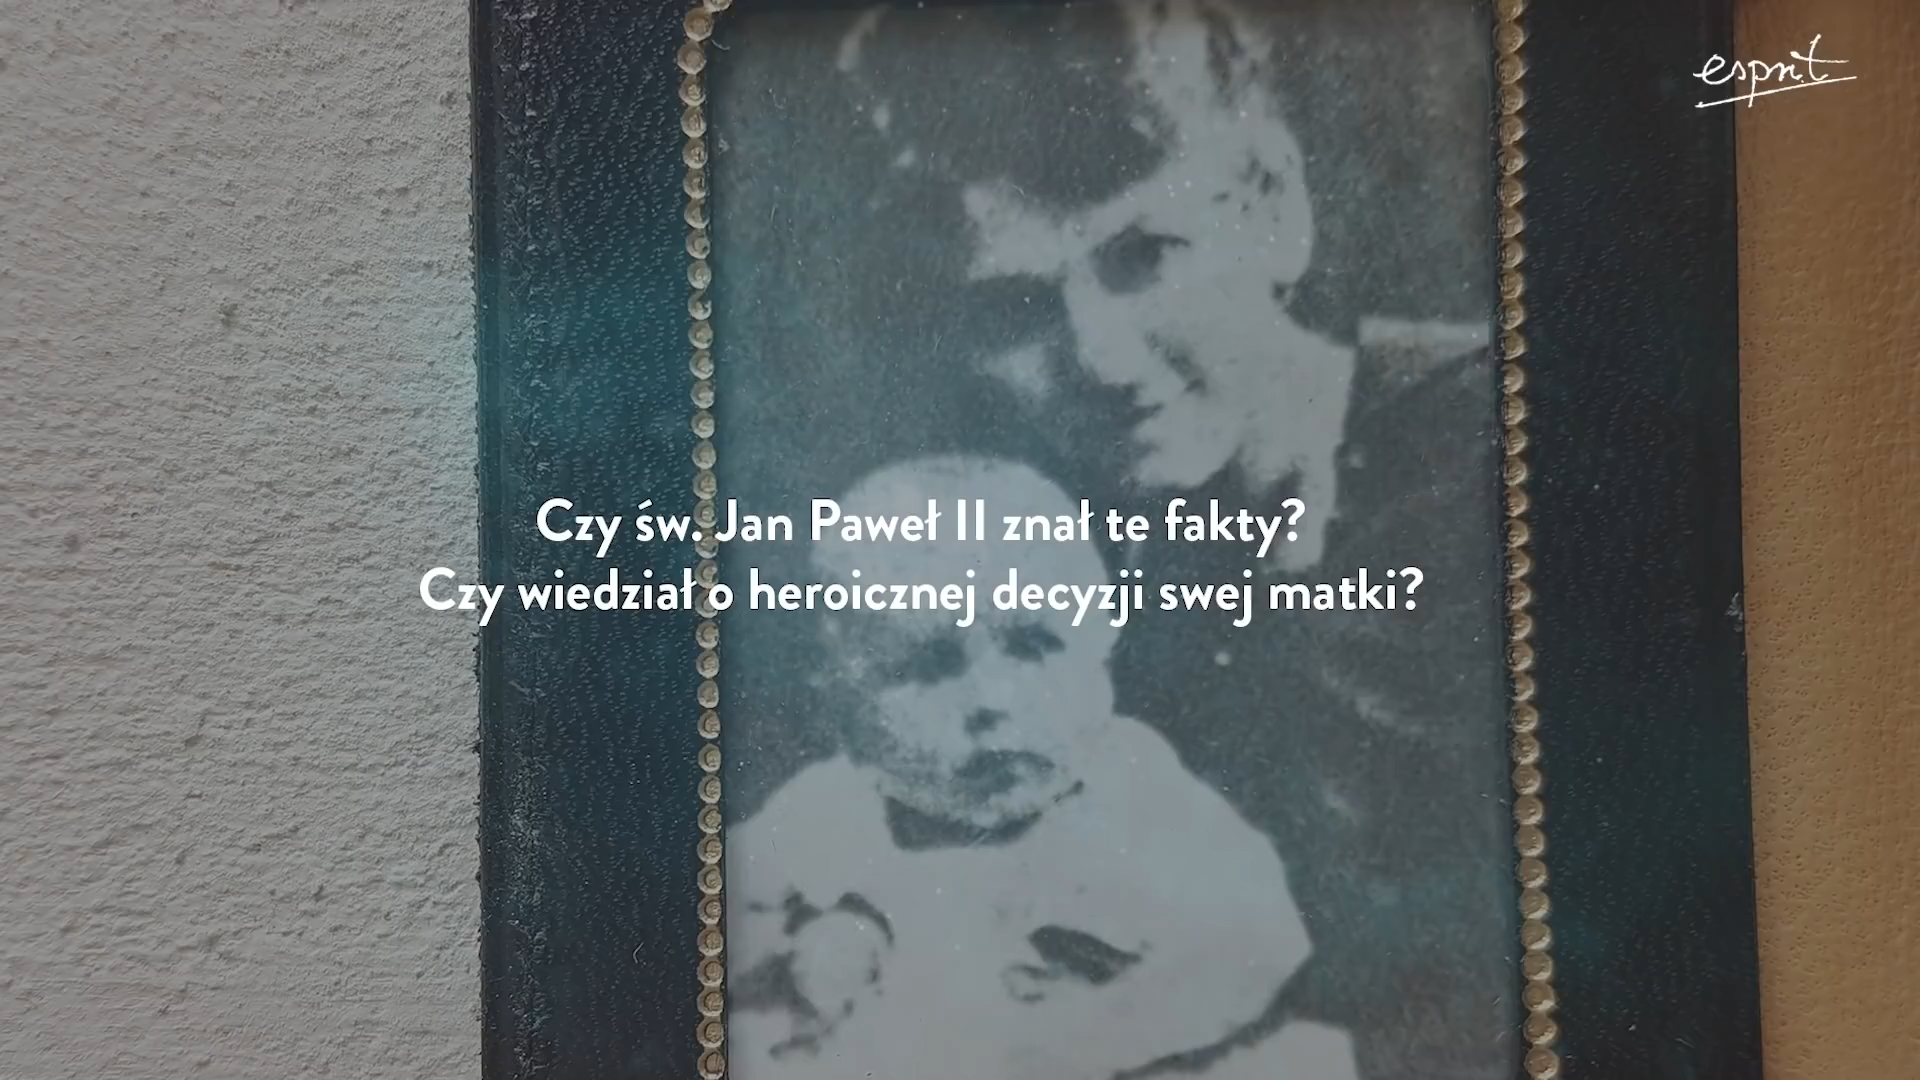 esprit
Czy św. Jan Paweł II znał te fakty?
Czy wiedział o heroicznej decyzji swej matki?